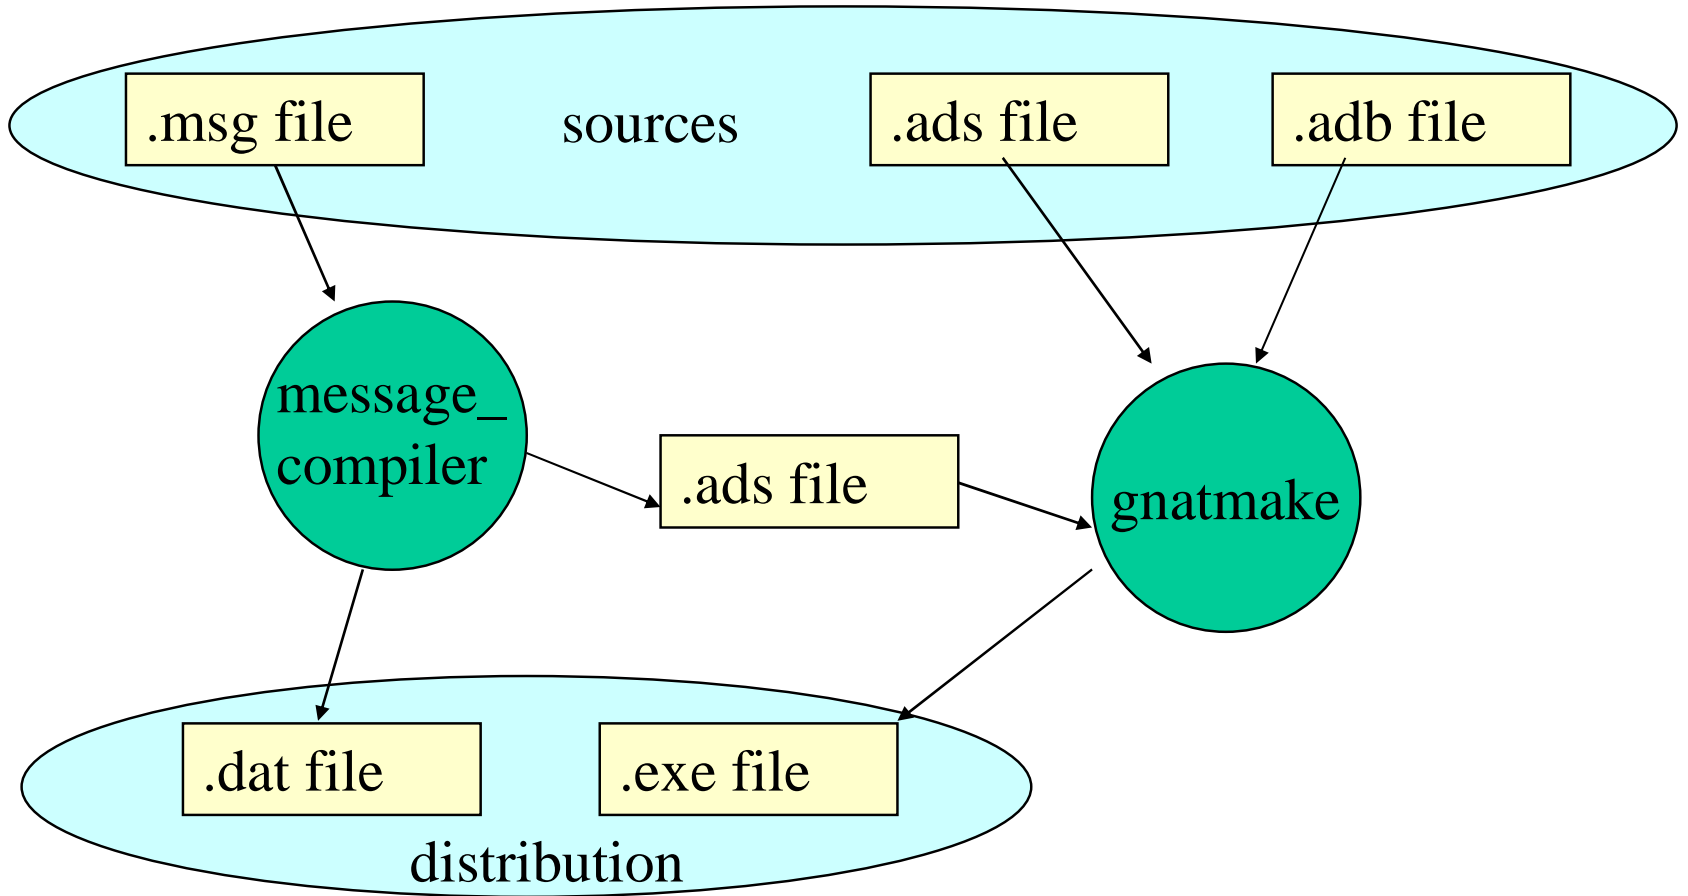 .msg file
sources
.ads file
.adb file
message_
compiler
.ads file
gnatmake
.dat file
.exe file
distribution